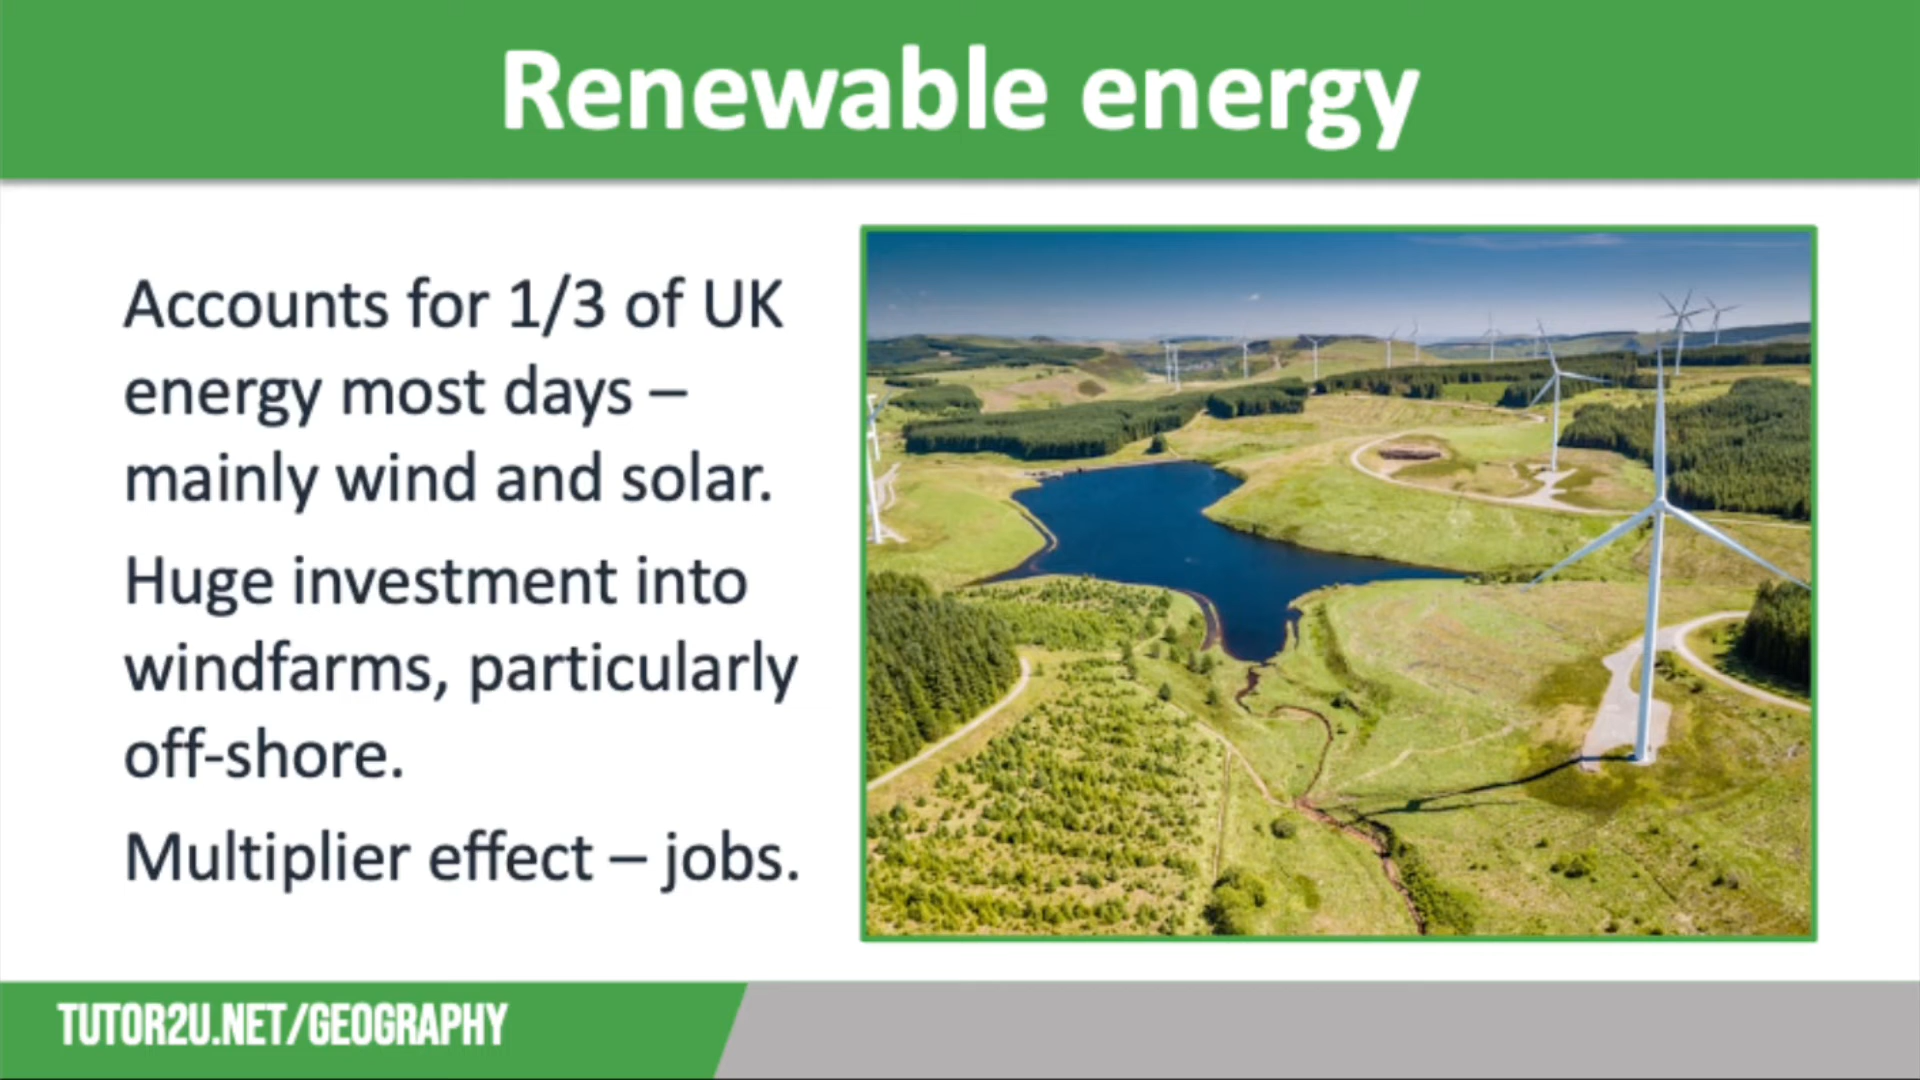 Renewable energy
Accounts for 1/3 of UK
energy most days –
mainly wind and solar.
Huge investment into
windfarms, particularly
off-shore.
Multiplier effect – jobs.
TUTOR2U.NET/GEOGRAPHY